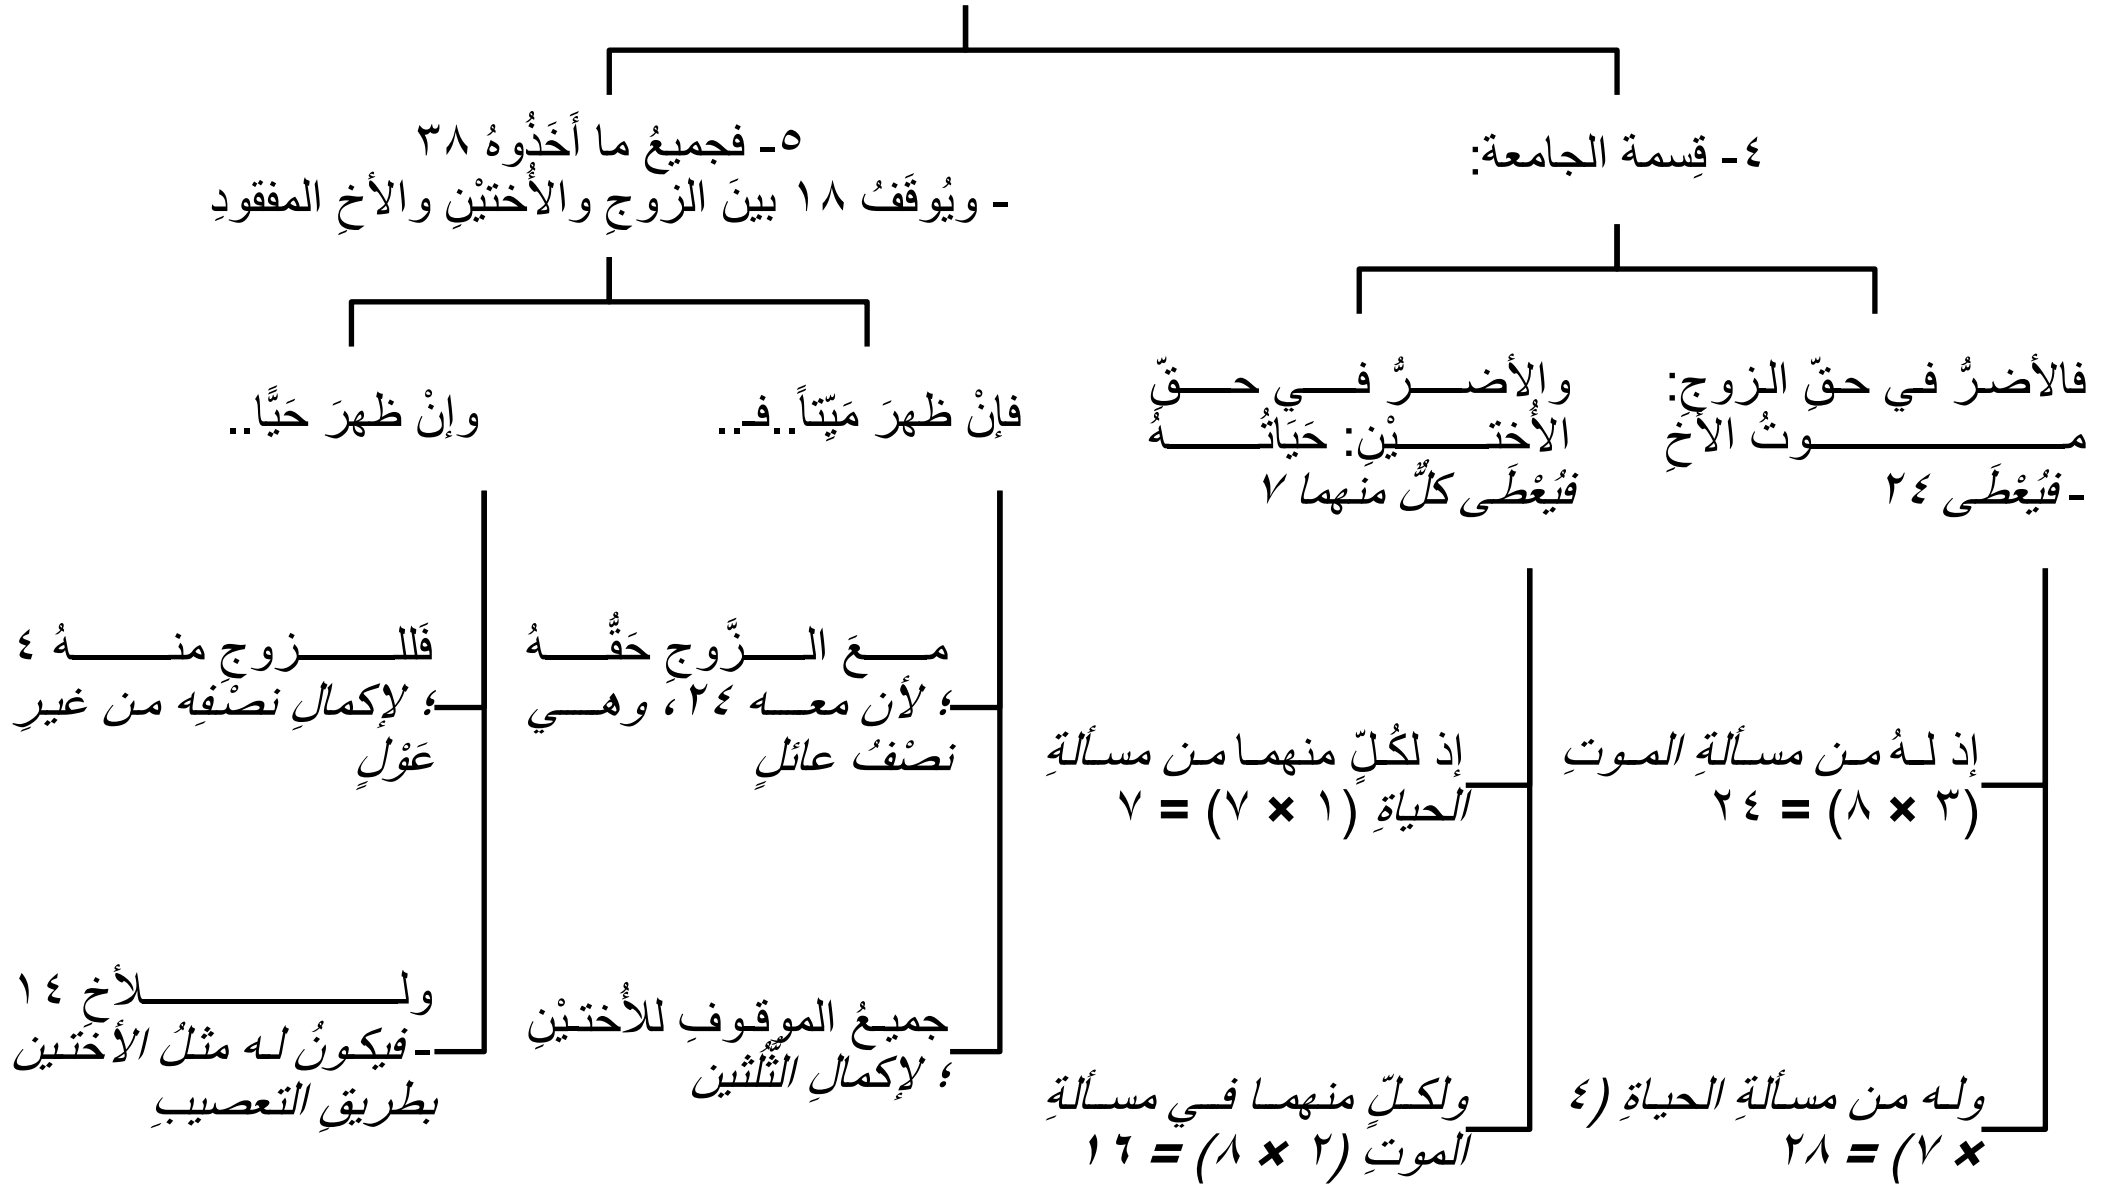 ٤- قِسمة الجامعة:
فالأضرُّ في حقِّ الزوجِ:
موتُ الأخِ
- فيُعْطَى ٢٤
إذ لهُ من مسألةِ الموتِ
(٣ × ٨) = ٢٤
وله من مسألةِ الحياةِ (٤
× ٧) = ٢٨
والأضرُّ في حقّ
الأُختيْنِ: حَيَاتُهُ
فيُعْطَى كلٌّ منهما ٧
إذ لكُلٍّ منهما من مسألةِ
الحياةِ (١ × ٧) = ٧
ولكلٍّ منهما في مسألةِ
الموتِ (٢ × ٨) = ١٦
٥- فجميعُ ما أَخَذُوهُ ٣٨
- ويُوقَفُ ١٨ بينَ الزوجِ والأُختيْنِ والأخِ المفقودِ
فإنْ ظهرَ مَيِّتاً..فـ..
معَ الزَّوجِ حَقُّهُ
؛ لأن معه ٢٤، وهي
نصْفُ عائلٍ
جميعُ الموقوفِ للأُختيْنِ
؛ لإكمالِ الثُّلُثين
وإنْ ظهرَ حَيًّا..
فَللزوجِ منهُ ٤
؛ لإكمالِ نصْفِه من غيرِ
عَوْلٍ
وللأخِ ١٤
- فيكونُ له مثلُ الأختين
بطريقِ التعصيبِ